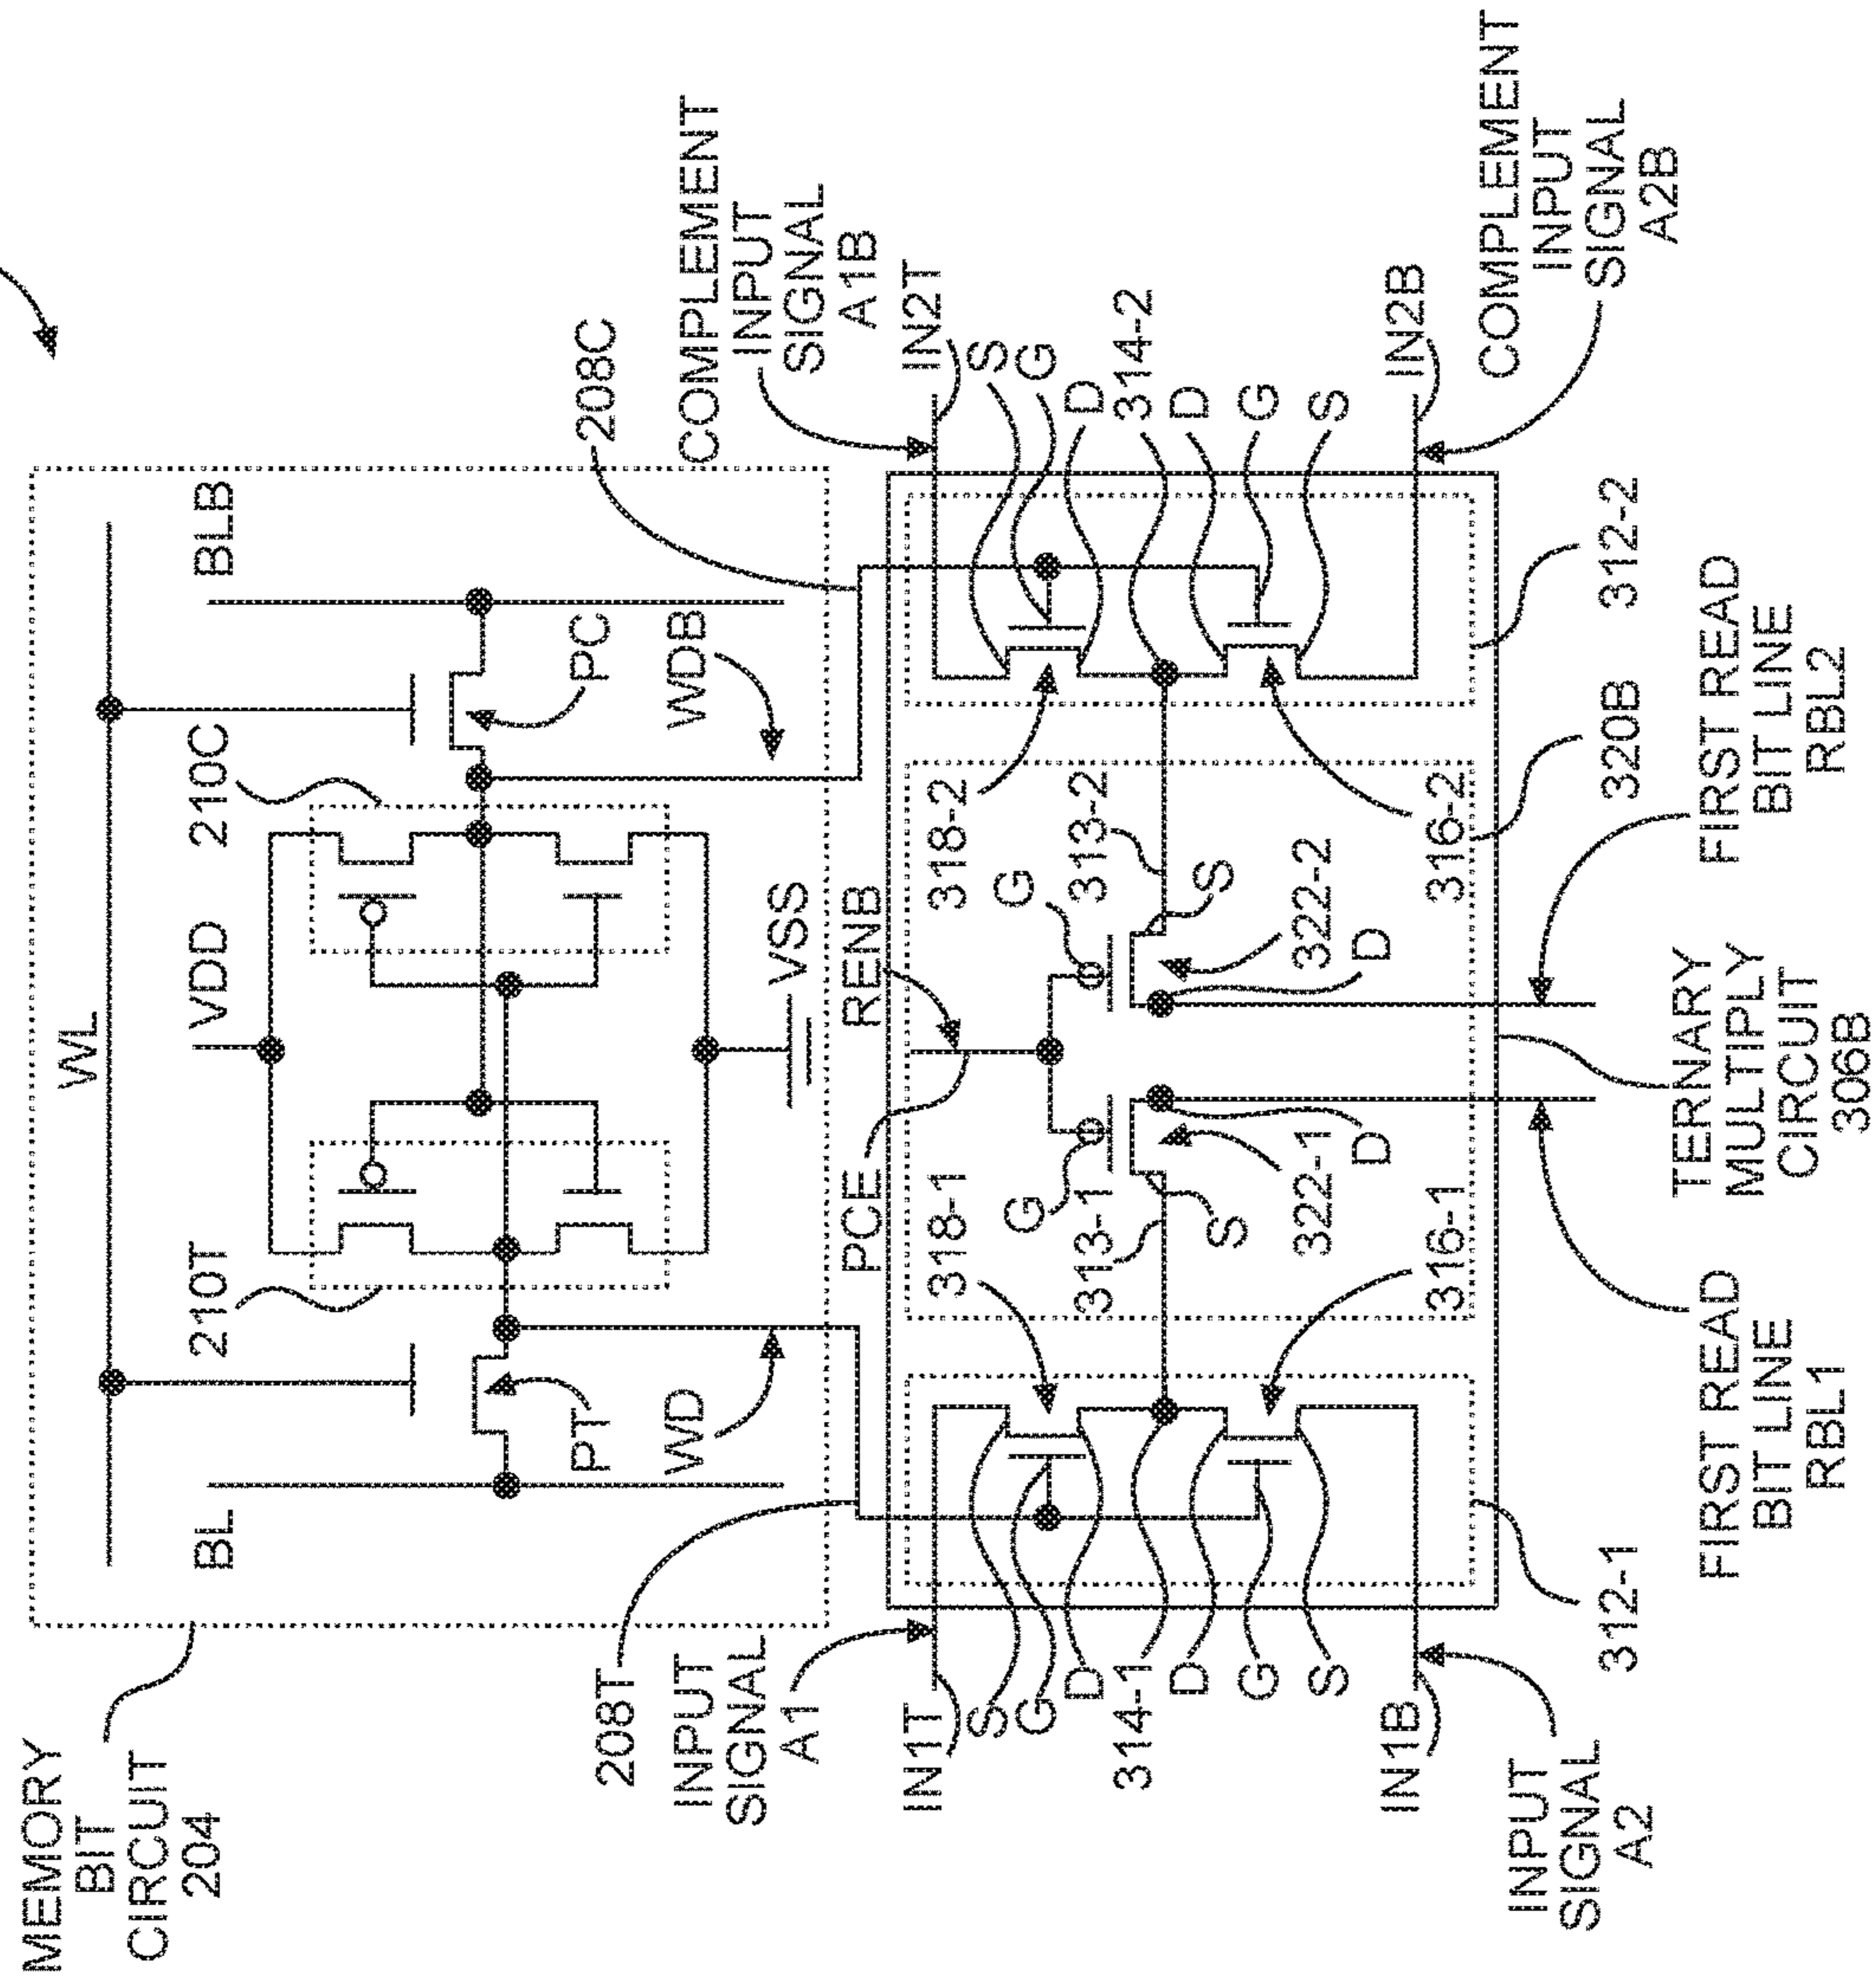 MEMORY
BIT
CIRCUIT
204
WL
BL
BLB
210T
VDD
210C
PT
PC
WD
WDB
VSS
208T
208C
INPUT
SIGNAL
A1
COMPLEMENT
INPUT
SIGNAL
A1B
PCE
RENB
IN1T
IN2T
S
G
D
314-1
D
G
S
318-1
G
313-1
S
322-1
D
316-1
318-2
G
313-2
S
322-2
D
316-2
S
G
D
314-2
D
G
S
IN1B
IN2B
INPUT
SIGNAL
A2
COMPLEMENT
INPUT
SIGNAL
A2B
312-1
320B
312-2
FIRST READ
BIT LINE
RBL1
TERNARY
MULTIPLY
CIRCUIT
306B
FIRST READ
BIT LINE
RBL2